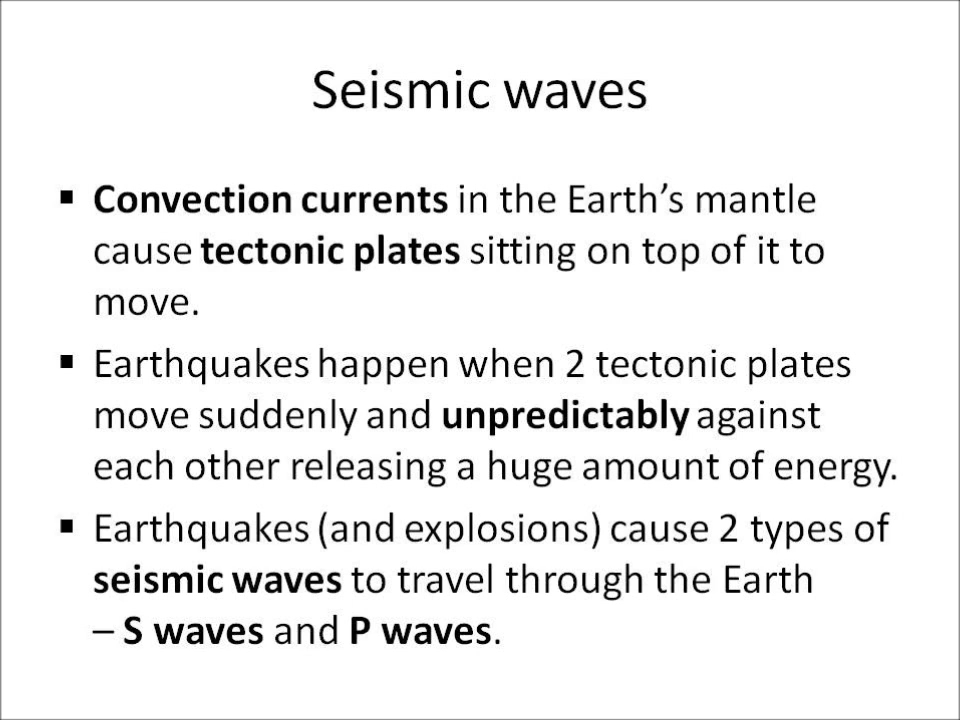 Seismic waves
▪ Convection currents in the Earth’s mantle
cause tectonic plates sitting on top of it to
move.
▪ Earthquakes happen when 2 tectonic plates
move suddenly and unpredictably against
each other releasing a huge amount of energy.
▪ Earthquakes (and explosions) cause 2 types of
seismic waves to travel through the Earth
– S waves and P waves.